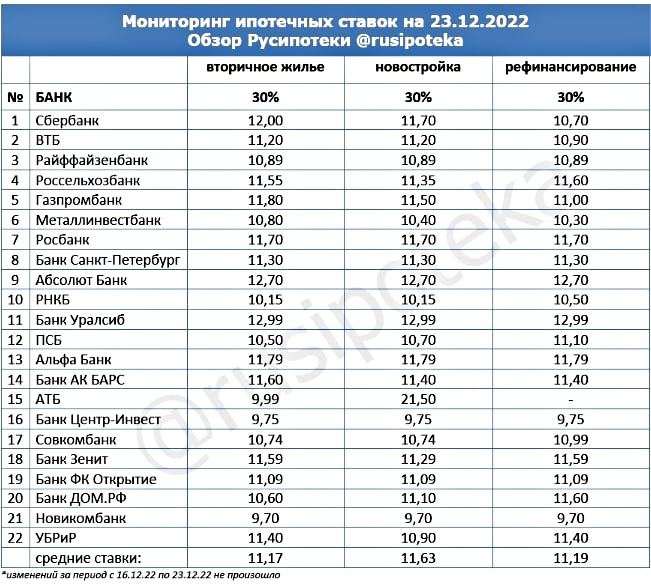 Мониторинг ипотечных ставок на 23.12.2022
Обзор Русипотеки @rusipoteka
вторичное жилье новостройка рефинансирование
№ БАНК 30% 30% 30%
1 Сбербанк 12,00 11,70 10,70
2 ВТБ 11,20 11,20 10,90
3 Райффайзенбанк 10,89 10,89 10,89
4 Россельхозбанк 11,55 11,35 11,60
5 Газпромбанк 11,80 11,50 11,00
6 Металлинвестбанк 10,80 10,40 10,30
7 Росбанк 11,70 11,70 11,70
8 Банк Санкт-Петербург 11,30 11,30 11,30
9 Абсолют Банк 12,70 12,70 12,70
10 РНКБ 10,15 10,15 10,50
11 Банк Уралсиб 12,99 12,99 12,99
12 ПСБ 10,50 10,70 11,10
13 Альфа Банк 11,79 11,79 11,79
14 Банк АК БАРС 11,60 11,40 11,40
15 АТБ 9,99 21,50 -
16 Банк Центр-Инвест 9,75 9,75 9,75
17 Совкомбанк 10,74 10,74 10,99
18 Банк Зенит 11,59 11,29 11,59
19 Банк ФК Открытие 11,09 11,09 11,09
20 Банк ДОМ.РФ 10,60 11,10 11,60
21 Новикомбанк 9,70 9,70 9,70
22 УБРиР 11,40 10,90 11,40
средние ставки: 11,17 11,63 11,19
*изменений за период с 16.12.22 по 23.12.22 не произошло
@rusipoteka